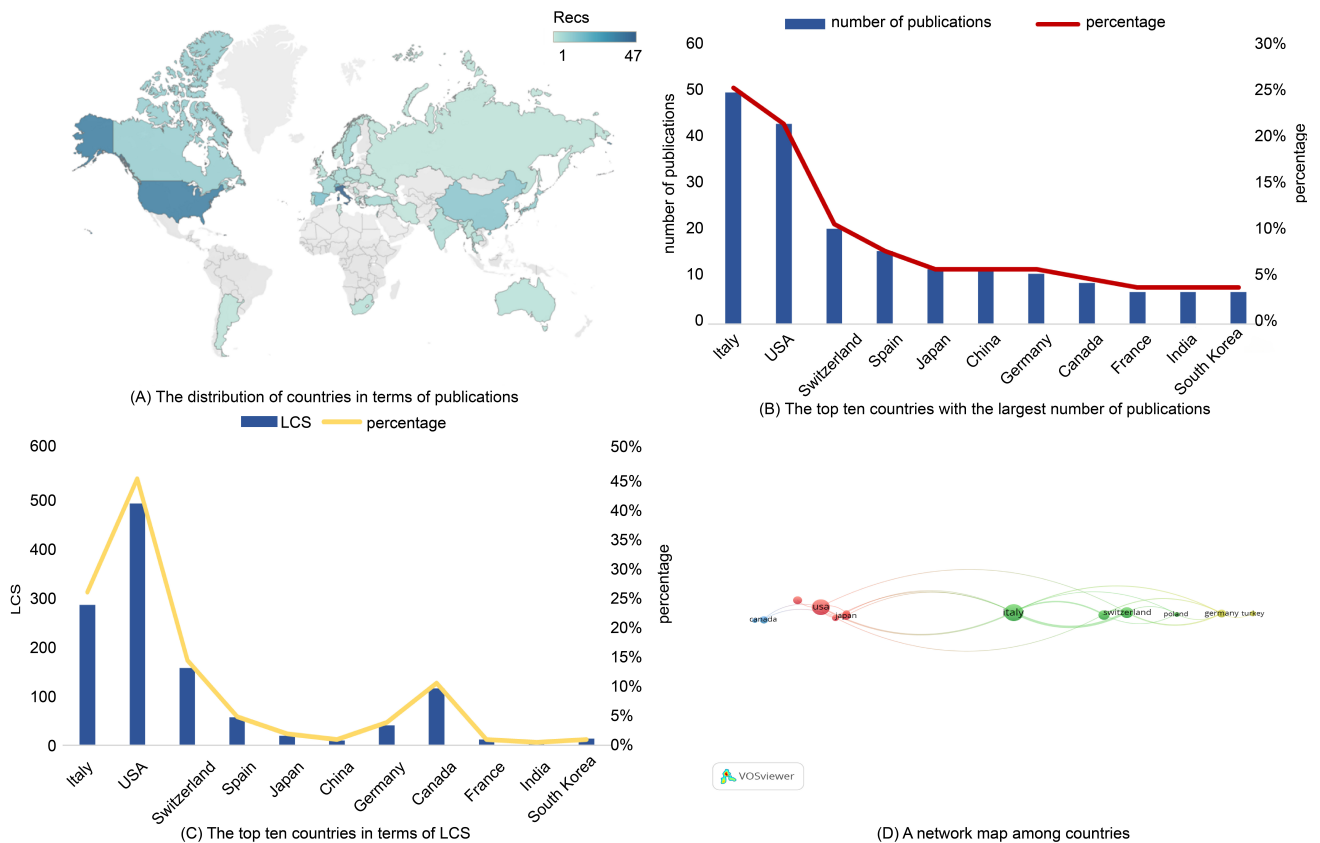 Recs
1 47
(A) The distribution of countries in terms of publications
number of publications percentage
60
50
40
30
20
10
0
number of publications
30%
25%
20%
15%
10%
5%
0%
percentage
Italy
USA
Switzerland
Spain
Japan
China
Germany
Canada
France
India
South Korea
(B) The top ten countries with the largest number of publications
LCS percentage
600
500
400
300
200
100
0
LCS
50%
45%
40%
35%
30%
25%
20%
15%
10%
5%
0%
percentage
Italy
USA
Switzerland
Spain
Japan
China
Germany
Canada
France
India
South Korea
(C) The top ten countries in terms of LCS
canada
usa
japan
italy
switzerland
poland
germany
turkey
VOSviewer
(D) A network map among countries